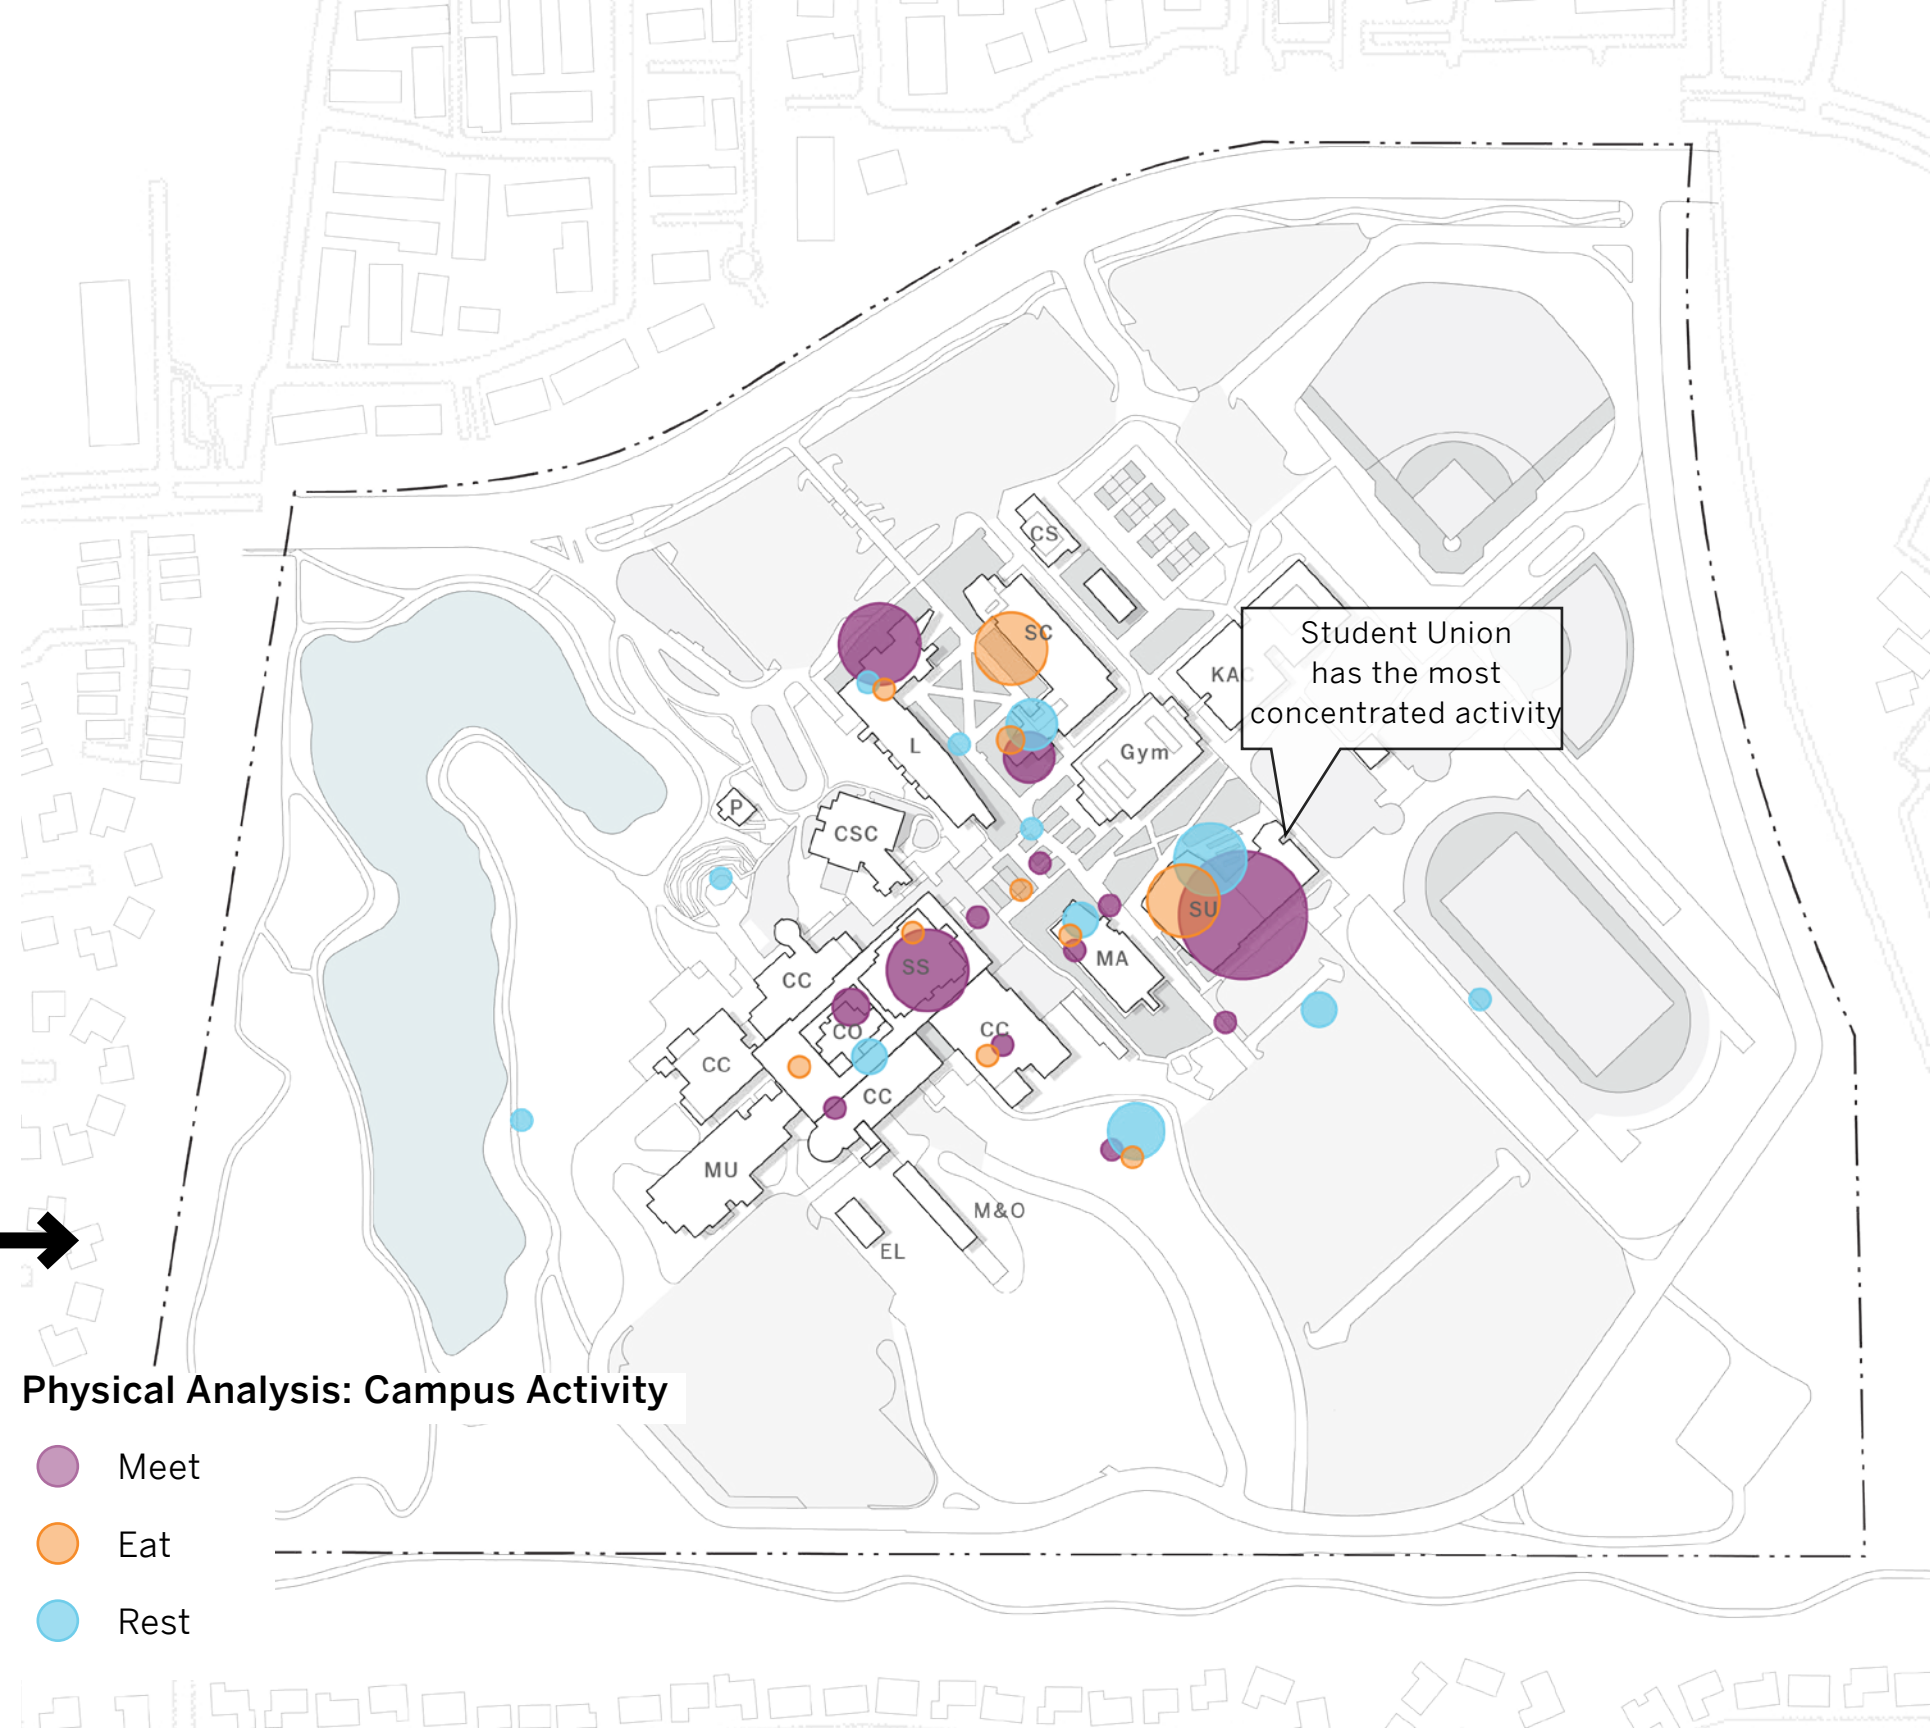 CS
SC
KAC
Student Union
has the most
concentrated activity
L
Gym
P
CSC
SU
MA
SS
CC
CO
CC
CC
CC
MU
M&O
EL
Physical Analysis: Campus Activity
Meet
Eat
Rest